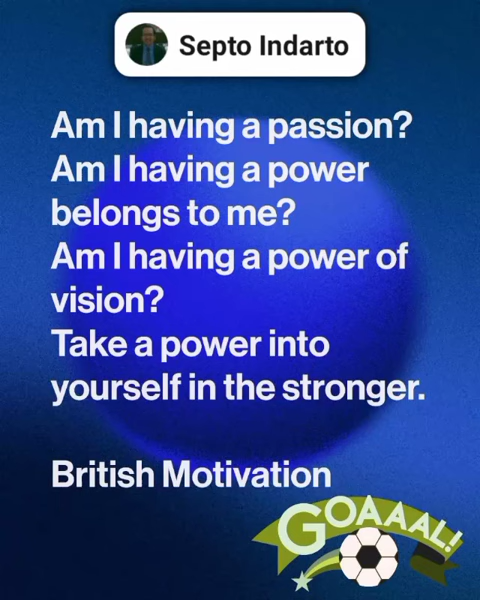 Septo Indarto
Am I having a passion?
Am I having a power
belongs to me?
Am I having a power of
vision?
Take a power into
yourself in the stronger.
British Motivation
GOAAAL!